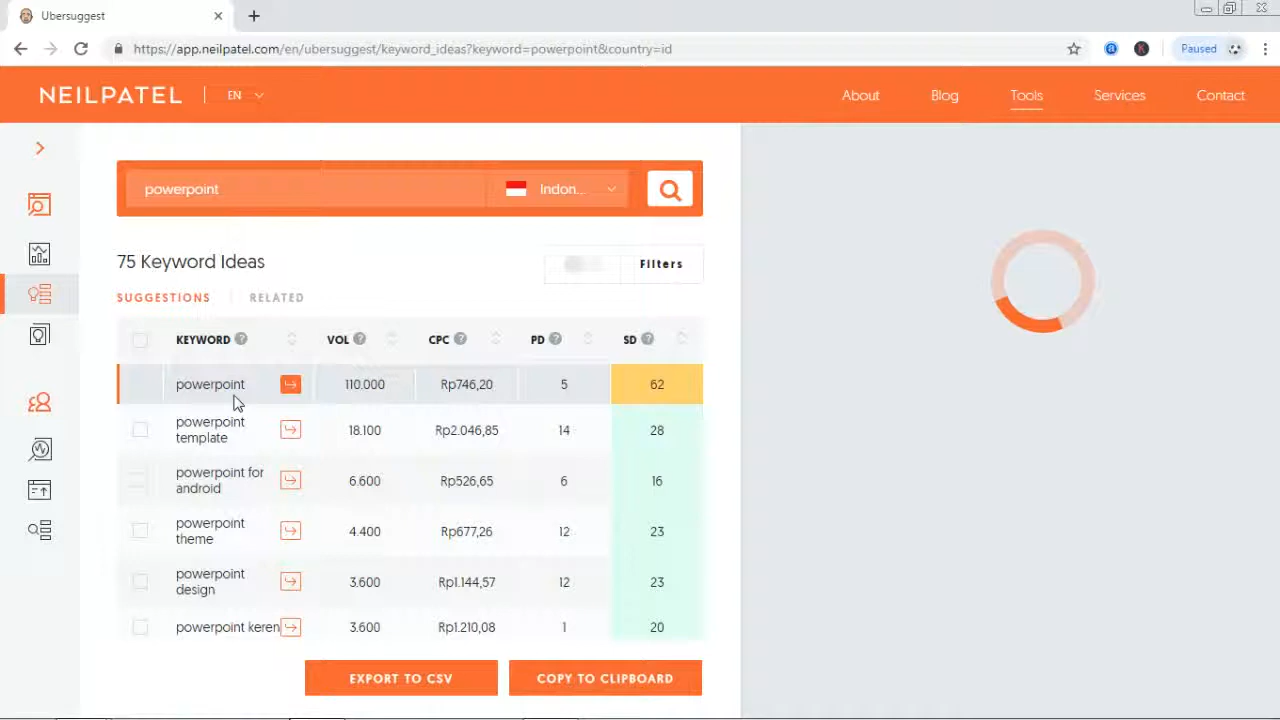 Ubersuggest
https://app.neilpatel.com/en/ubersuggest/keyword_ideas?keyword=powerpoint&country=id
Paused
NEILPATEL
EN
About
Blog
Tools
Services
Contact
powerpoint
Indon...
75 Keyword Ideas
Filters
SUGGESTIONS
RELATED
KEYWORD ? VOL ? CPC ? PD ? SD ?
powerpoint 110.000 Rp746,20 5 62
powerpoint
template 18.100 Rp2.046,85 14 28
powerpoint for
android 6.600 Rp526,65 6 16
powerpoint
theme 4.400 Rp677,26 12 23
powerpoint
design 3.600 Rp1.144,57 12 23
powerpoint keren 3.600 Rp1.210,08 1 20
EXPORT TO CSV
COPY TO CLIPBOARD